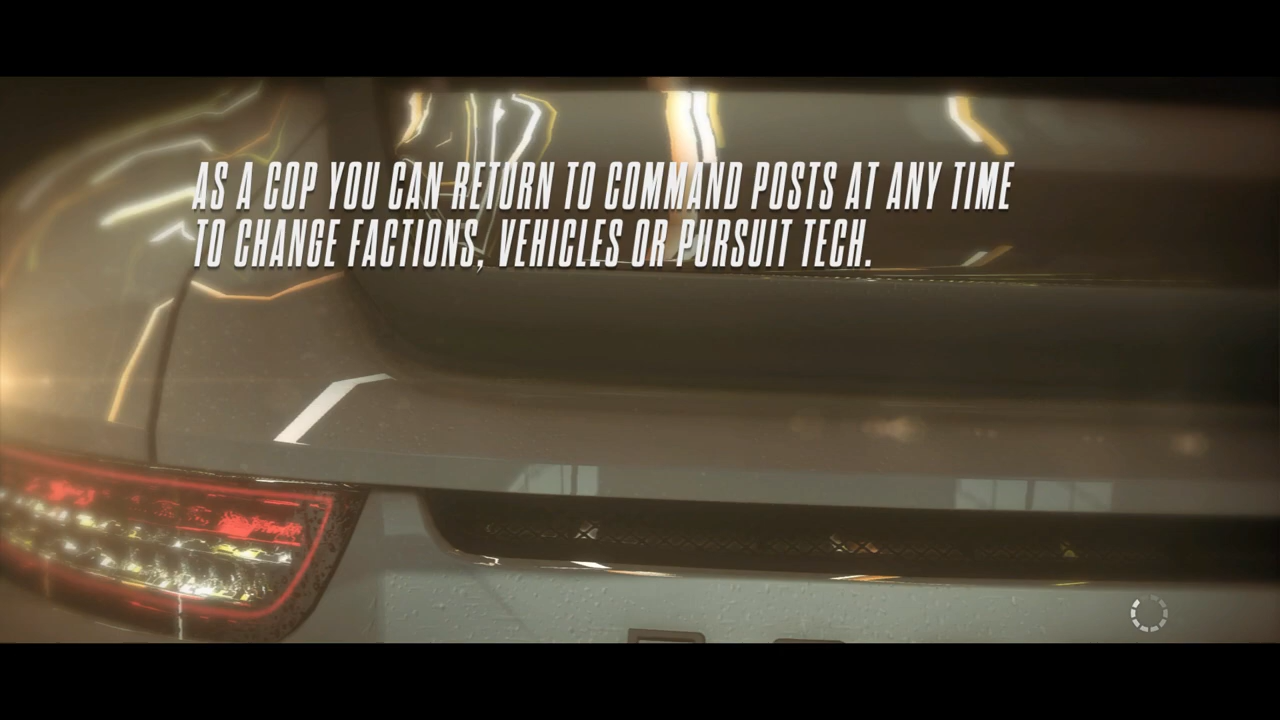 AS A COP YOU CAN RETURN TO COMMAND POSTS AT ANY TIME
TO CHANGE FACTIONS, VEHICLES OR PURSUIT TECH.